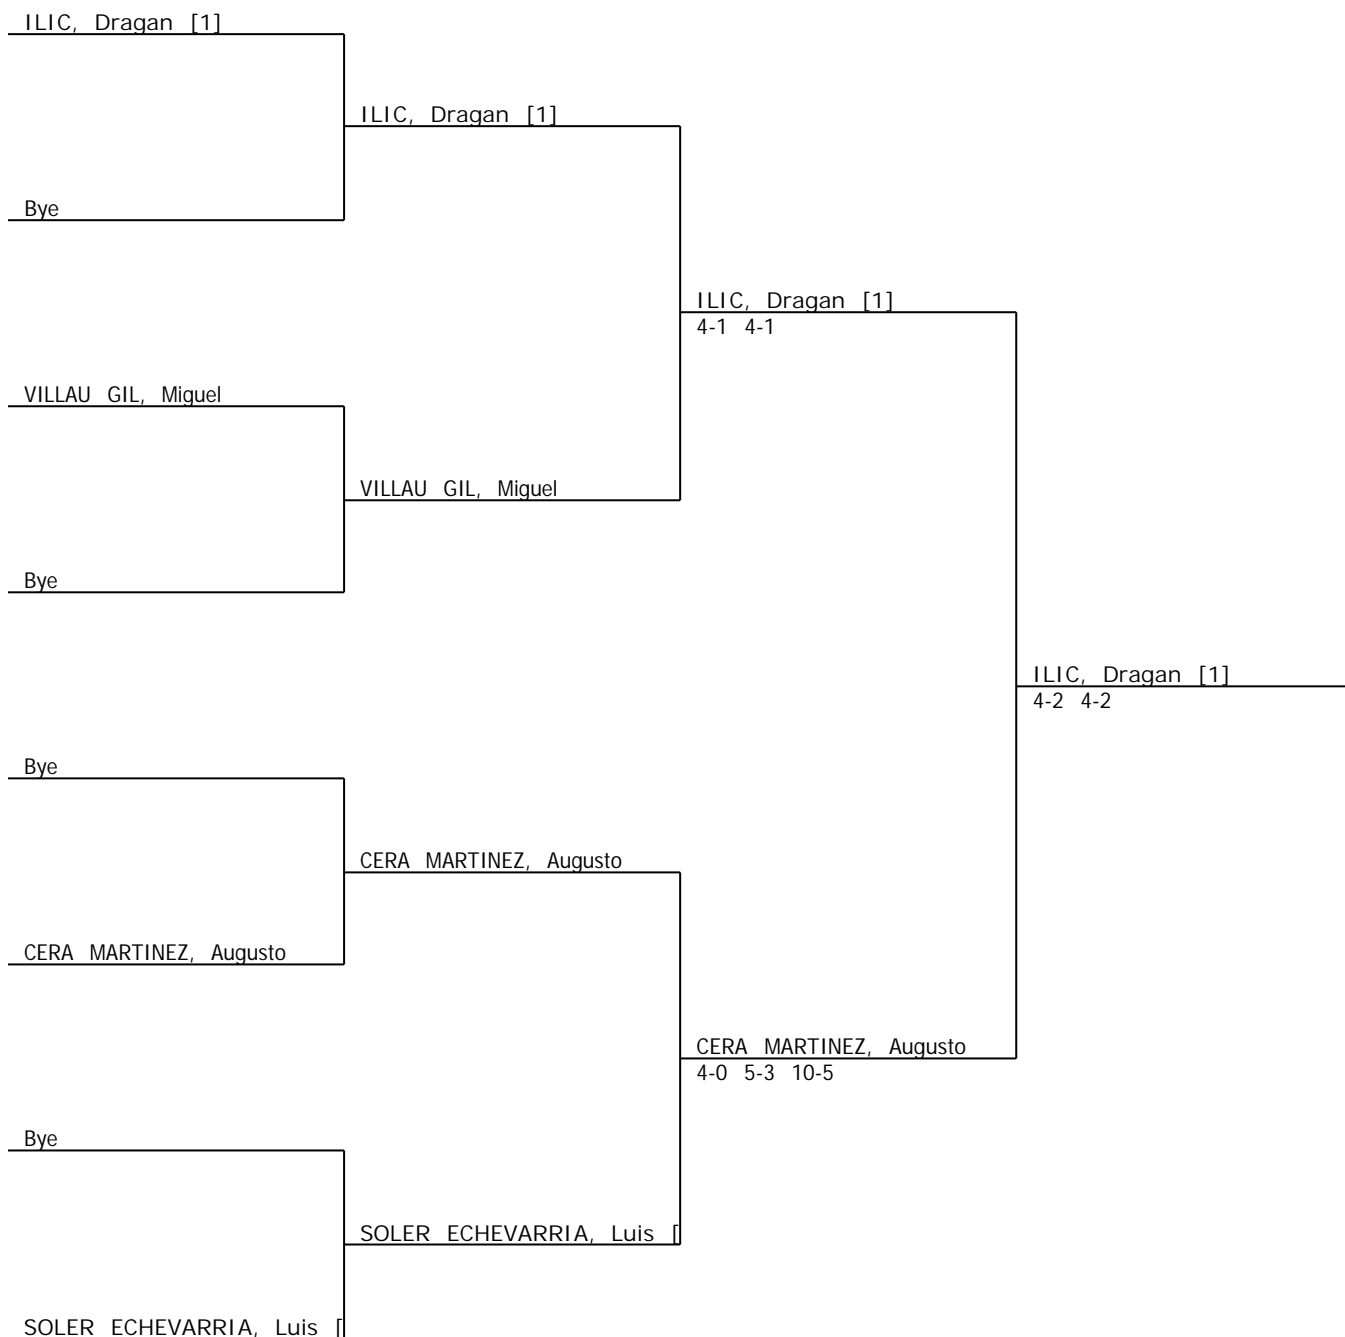 ILIC, Dragan [1]
ILIC, Dragan [1]
Bye
ILIC, Dragan [1]
4-1 4-1
VILLAU GIL, Miguel
VILLAU GIL, Miguel
Bye
ILIC, Dragan [1]
4-2 4-2
Bye
CERA MARTINEZ, Augusto
CERA MARTINEZ, Augusto
CERA MARTINEZ, Augusto
4-0 5-3 10-5
Bye
SOLER ECHEVARRIA, Luis [
SOLER ECHEVARRIA, Luis [